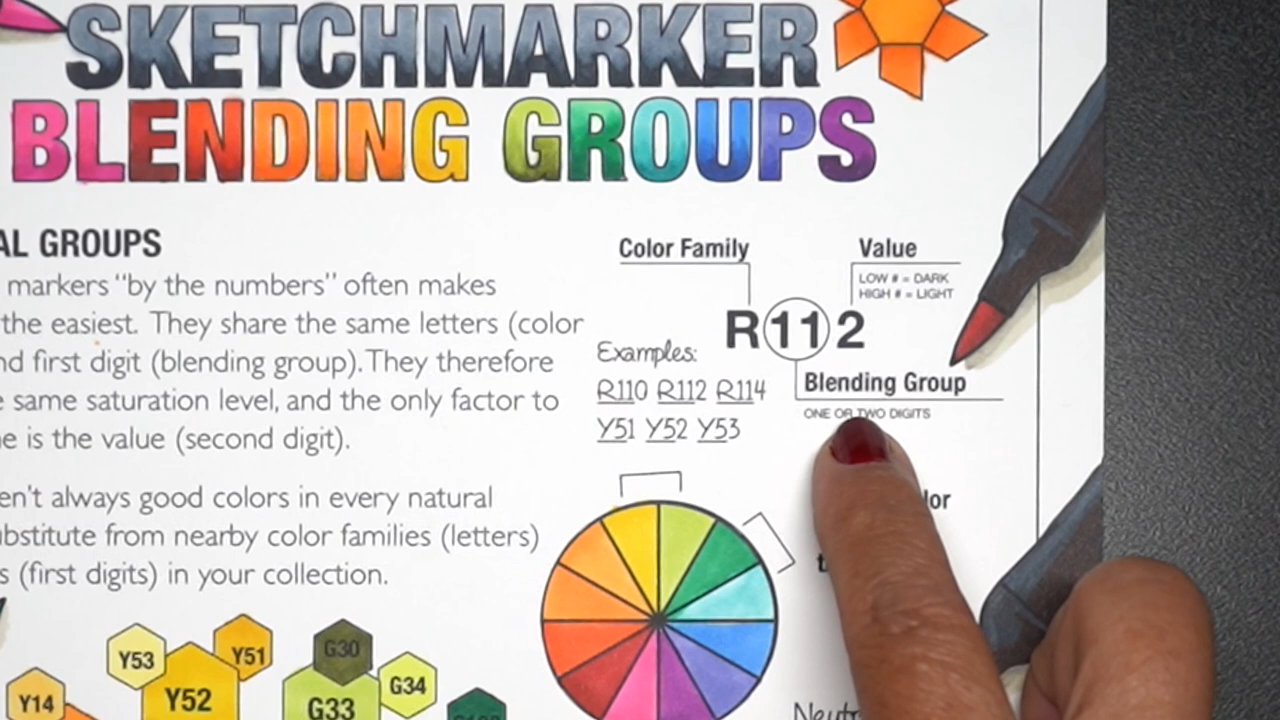 SKETCHMARKER
BLENDING GROUPS
AL GROUPS
markers "by the numbers" often makes
the easiest. They share the same letters (color
nd first digit (blending group). They therefore
e same saturation level, and the only factor to
ne is the value (second digit).
en't always good colors in every natural
ubstitute from nearby color families (letters)
s (first digits) in your collection.
Color Family
Value
LOW # = DARK
HIGH # = LIGHT
R112
Blending Group
ONE OR TWO DIGITS
Examples:
R110 R112 R114
Y51 Y52 Y53
lor
Y53
Y51
Y52
Y14
G30
G34
G33
Neutr